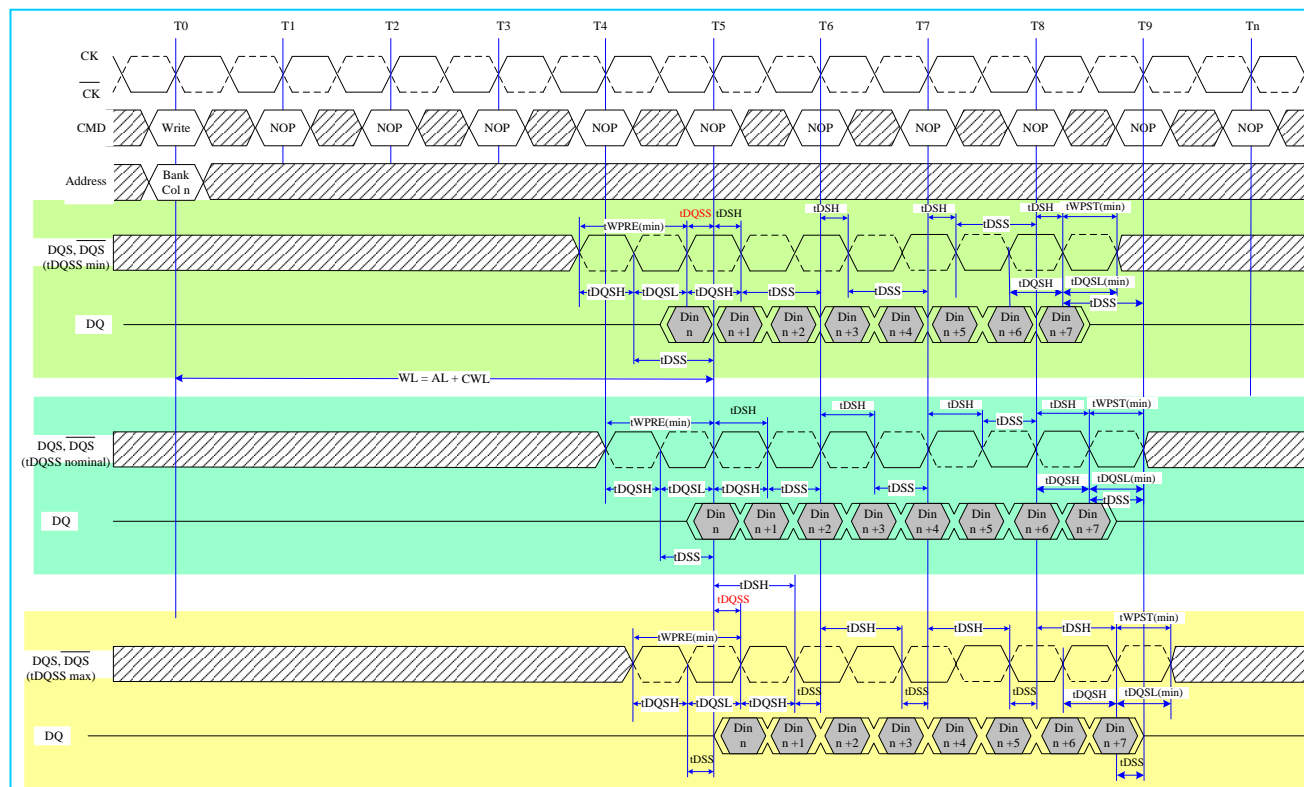 T0 T1 T2 T3 T4 T5 T6 T7 T8 T9 Tn
CK
CK
CMD Write NOP NOP NOP NOP NOP NOP NOP NOP NOP NOP
Address Bank
Col n
tDQSS tDSH tDSH tDSH tDSH tWPST(min)
tWPRE(min) tDSS
DQS, DQS
(tDQSS min)
tDQSH tDQSL tDQSH tDSS tDSS tDQSH tDQSL(min)
tDSS
DQ Din Din Din Din Din Din Din Din
n n +1 n +2 n +3 n +4 n +5 n +6 n +7
tDSS
WL = AL + CWL
tDSH tDSH tDSH tDSH tWPST(min)
tWPRE(min) tDSS
DQS, DQS
(tDQSS nominal)
tDQSH tDQSL tDQSH tDSS tDSS tDQSH tDQSL(min)
tDSS
DQ Din Din Din Din Din Din Din Din
n n +1 n +2 n +3 n +4 n +5 n +6 n +7
tDSS
tDSH
tDQSS
tWPRE(min) tDSH tDSH tDSH tWPST(min)
DQS, DQS
(tDQSS max)
tDQSH tDQSL tDQSH tDSS tDSS tDSS tDQSH tDQSL(min)
DQ Din Din Din Din Din Din Din Din
n n +1 n +2 n +3 n +4 n +5 n +6 n +7
tDSS tDSS